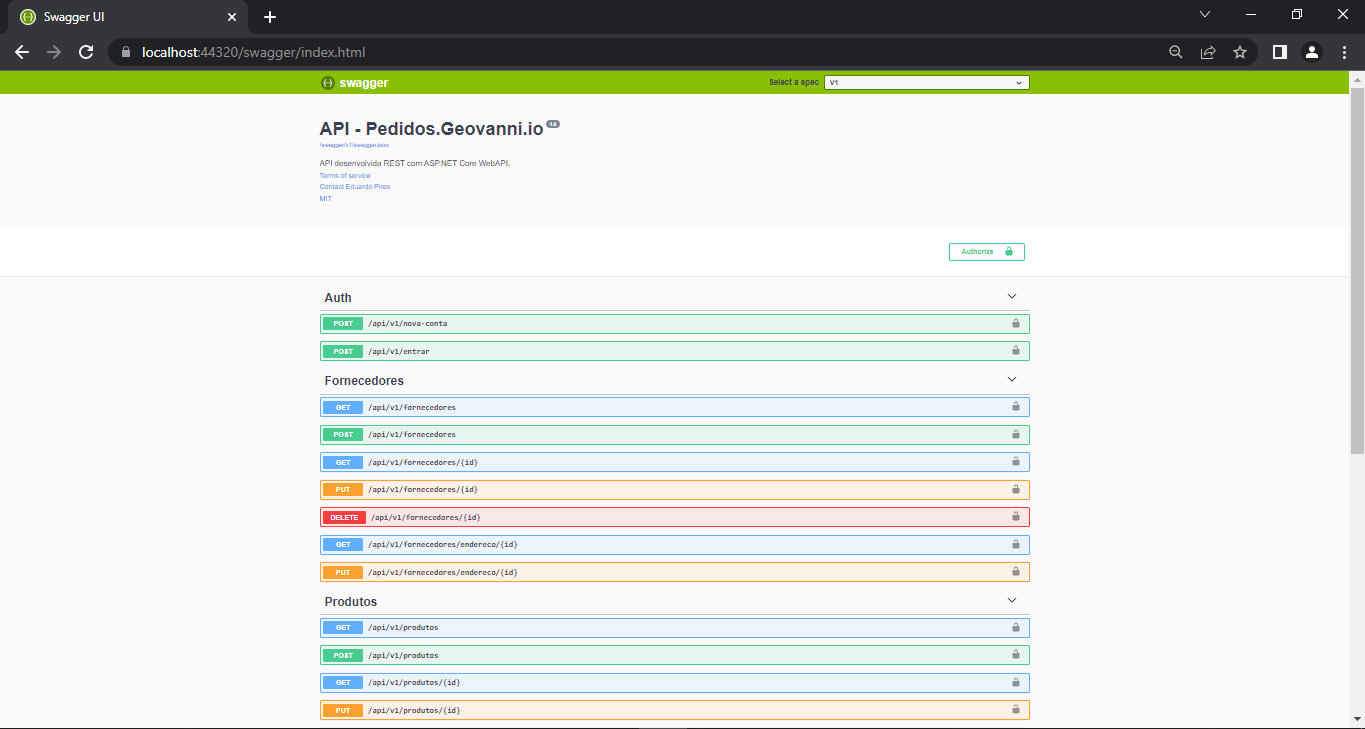 Swagger UI
localhost:44320/swagger/index.html
swagger
Select a spec V1
API - Pedidos.Geovanni.io 1.0
/swagger/v1/swagger.json
API desenvolvida REST com ASP.NET Core WebAPI.
Terms of service
Contact Eduardo Pires
MIT
Authorize
Auth
POST /api/v1/nova-conta
POST /api/v1/entrar
Fornecedores
GET /api/v1/fornecedores
POST /api/v1/fornecedores
GET /api/v1/fornecedores/{id}
PUT /api/v1/fornecedores/{id}
DELETE /api/v1/fornecedores/{id}
GET /api/v1/fornecedores/endereco/{id}
PUT /api/v1/fornecedores/endereco/{id}
Produtos
GET /api/v1/produtos
POST /api/v1/produtos
GET /api/v1/produtos/{id}
PUT /api/v1/produtos/{id}